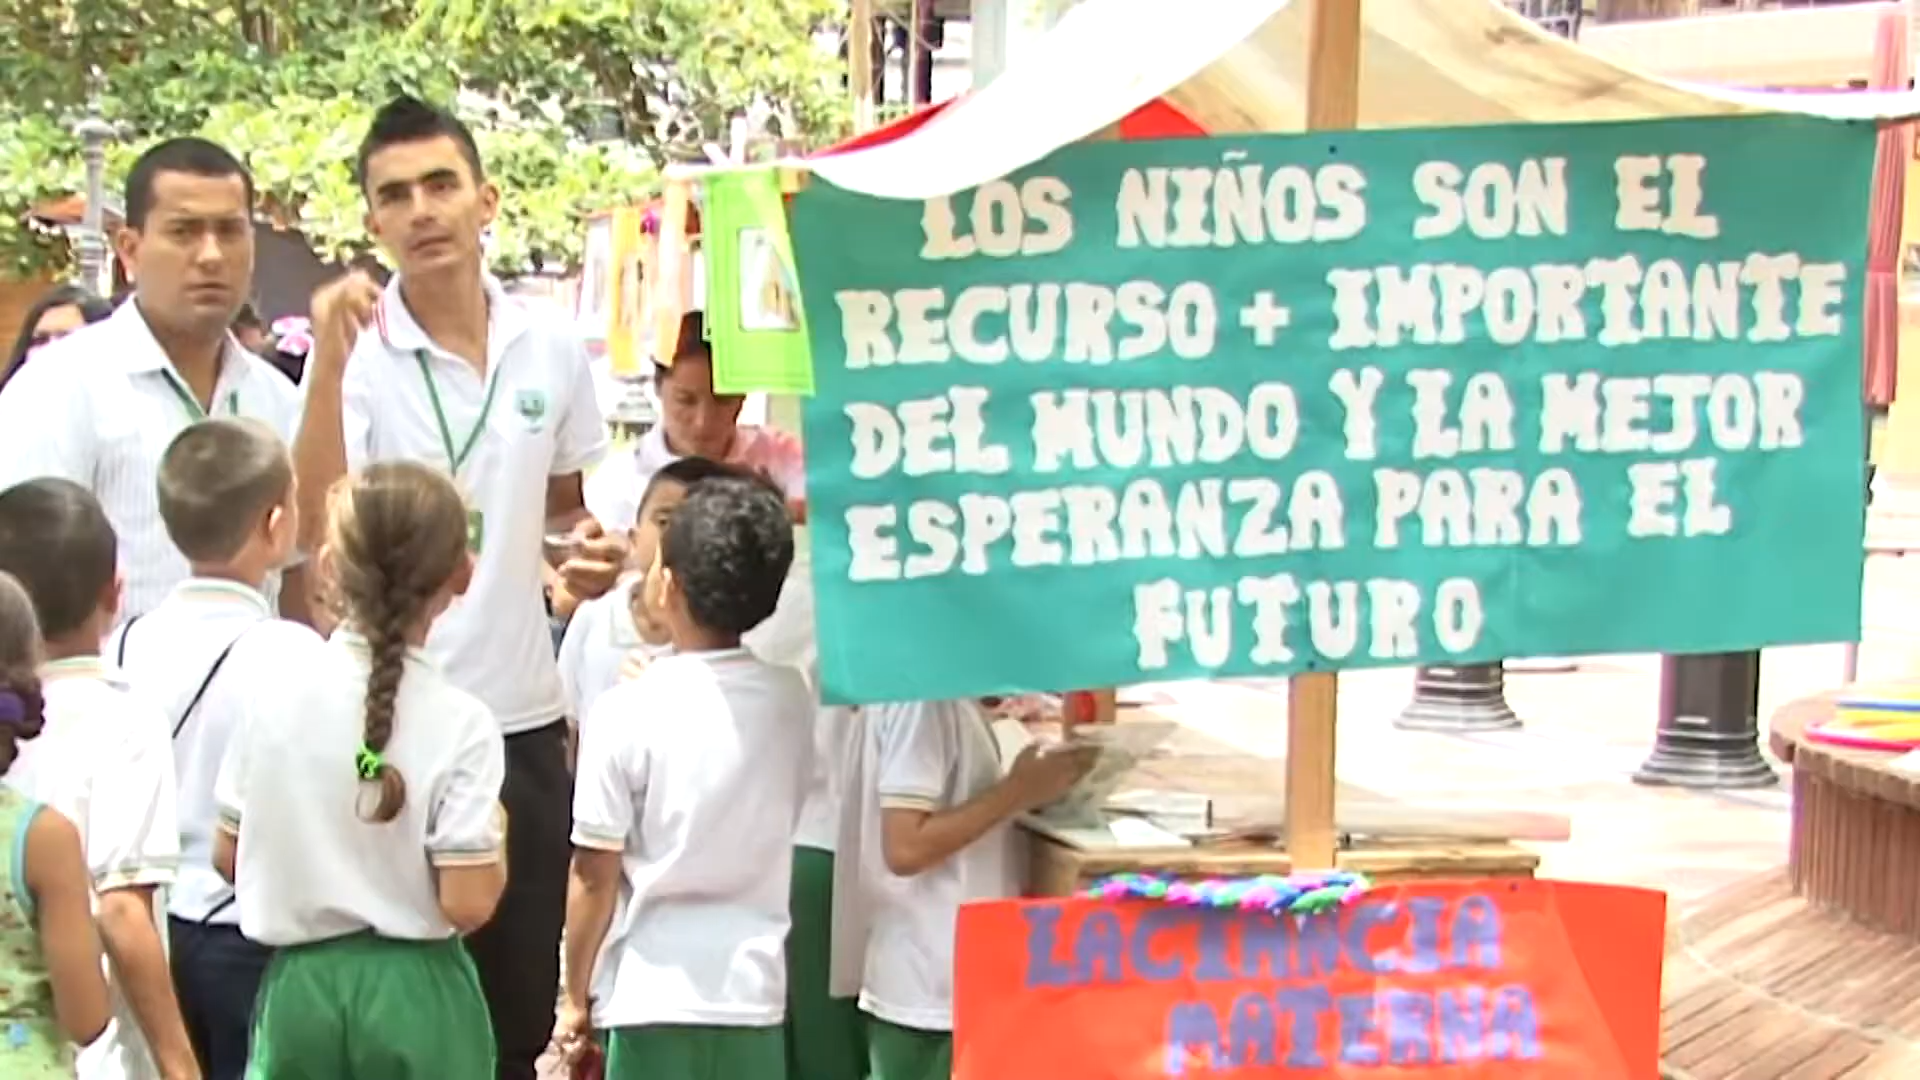 LOS NIÑOS SON EL
RECURSO + IMPORTANTE
DEL MUNDO Y LA MEJOR
ESPERANZA PARA EL
FUTURO
LACTANCIA
MATERNA